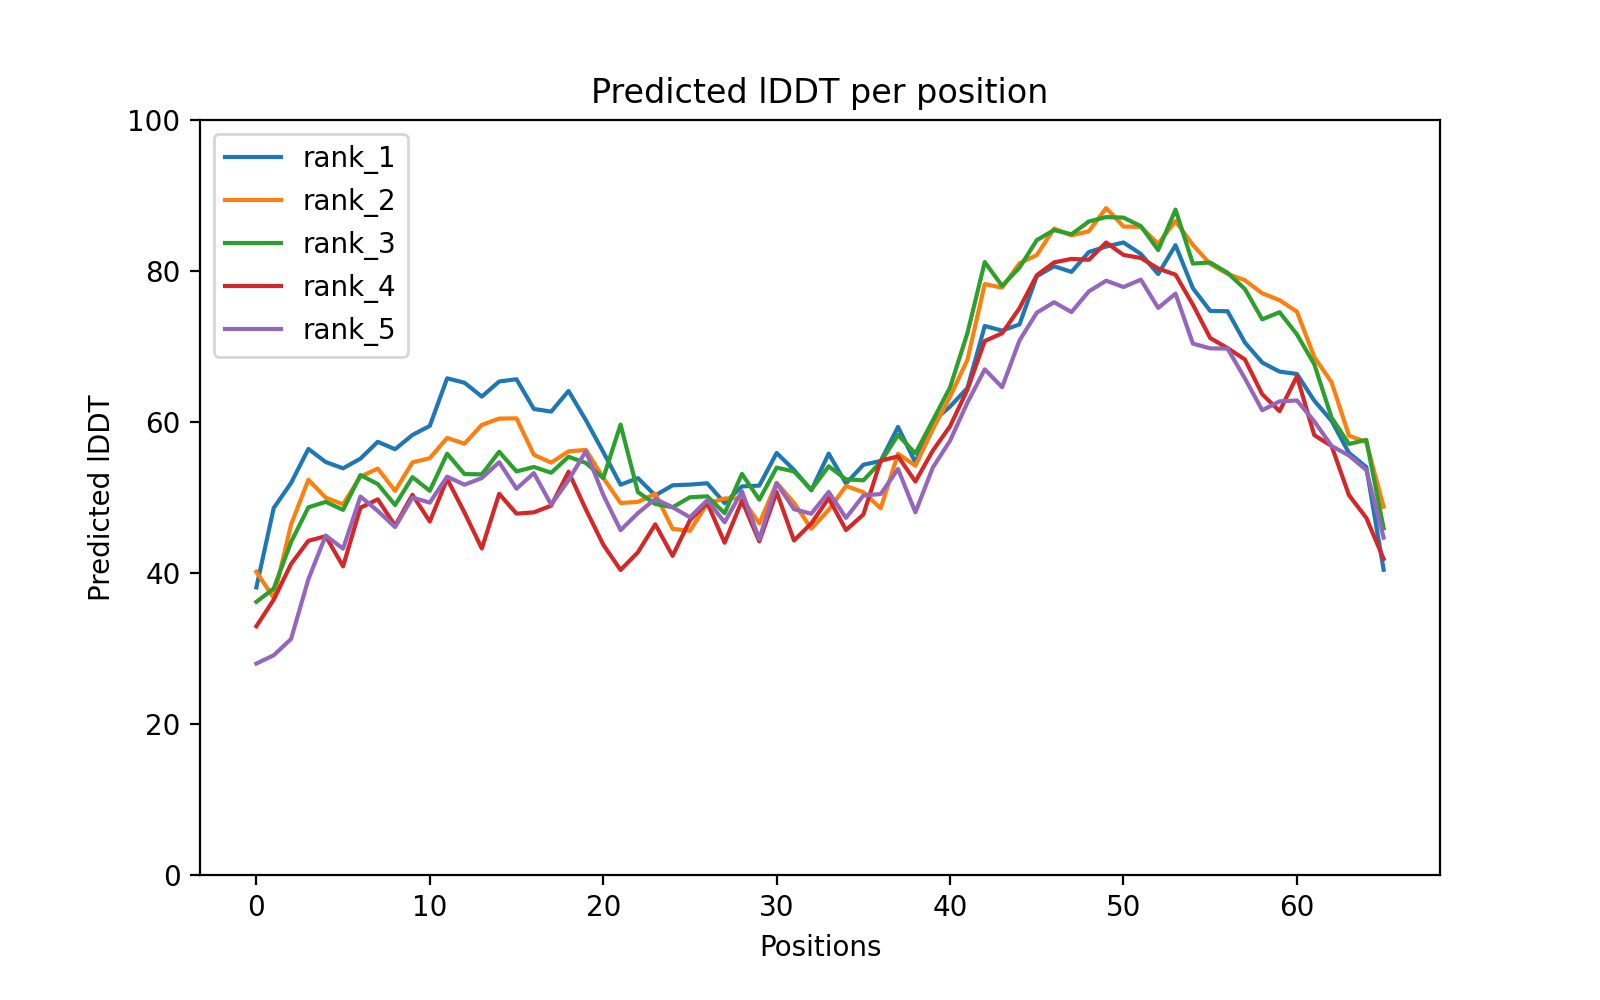 Predicted lDDT per position
100
80
60
40
20
0
Predicted lDDT
rank_1
rank_2
rank_3
rank_4
rank_5
0 10 20 30 40 50 60
Positions